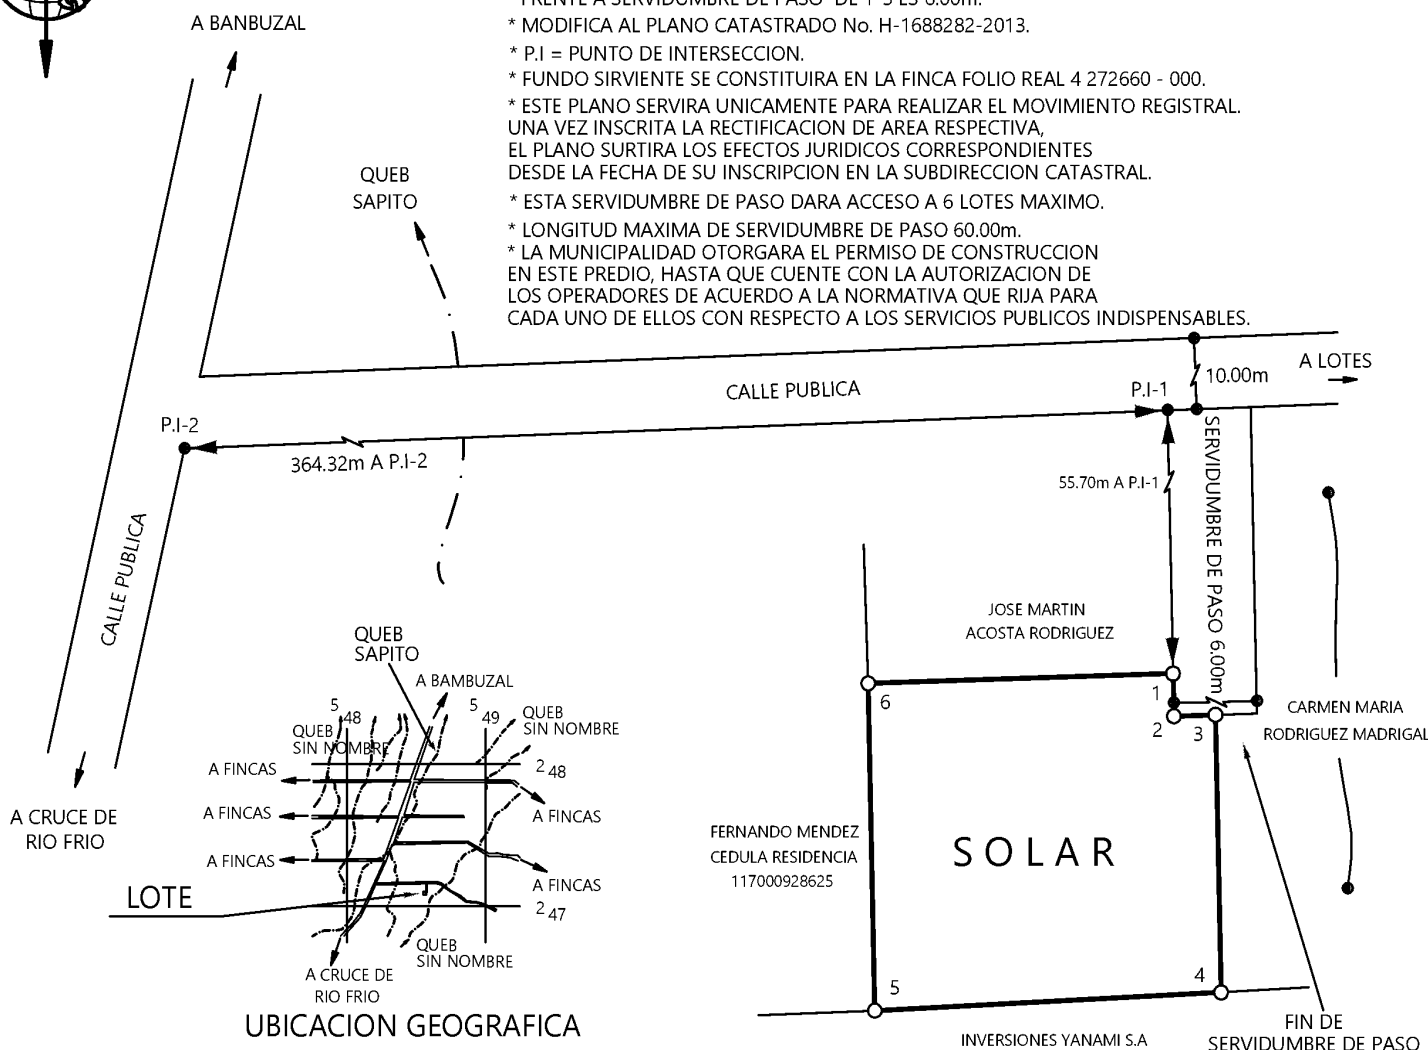 A BANBUZAL
* MODIFICA AL PLANO CATASTRADO No. H-1688282-2013.
* P.I = PUNTO DE INTERSECCION.
* FUNDO SIRVIENTE SE CONSTITUIRA EN LA FINCA FOLIO REAL 4 272660 - 000.
* ESTE PLANO SERVIRA UNICAMENTE PARA REALIZAR EL MOVIMIENTO REGISTRAL.
UNA VEZ INSCRITA LA RECTIFICACION DE AREA RESPECTIVA,
EL PLANO SURTIRA LOS EFECTOS JURIDICOS CORRESPONDIENTES
DESDE LA FECHA DE SU INSCRIPCION EN LA SUBDIRECCION CATASTRAL.
* ESTA SERVIDUMBRE DE PASO DARA ACCESO A 6 LOTES MAXIMO.
* LONGITUD MAXIMA DE SERVIDUMBRE DE PASO 60.00m.
* LA MUNICIPALIDAD OTORGARA EL PERMISO DE CONSTRUCCION
EN ESTE PREDIO, HASTA QUE CUENTE CON LA AUTORIZACION DE
LOS OPERADORES DE ACUERDO A LA NORMATIVA QUE RIJA PARA
CADA UNO DE ELLOS CON RESPECTO A LOS SERVICIOS PUBLICOS INDISPENSABLES.
QUEB
SAPITO
A LOTES
10.00m
CALLE PUBLICA
P.I-1
P.I-2
364.32m A P.I-2
55.70m A P.I-1
SERVIDUMBRE DE PASO 6.00m
CALLE PUBLICA
JOSE MARTIN
ACOSTA RODRIGUEZ
1
2
3
6
CARMEN MARIA
RODRIGUEZ MADRIGAL
A CRUCE DE
RIO FRIO
FERNANDO MENDEZ
CEDULA RESIDENCIA
117000928625
SOLAR
5
4
INVERSIONES YANAMI S.A
FIN DE
SERVIDUMBRE DE PASO
QUEB
SAPITO
A BAMBUZAL
5 48
5 49
QUEB
SIN NOMBRE
QUEB
SIN NOMBRE
2 48
A FINCAS
A FINCAS
A FINCAS
A FINCAS
A FINCAS
LOTE
2 47
QUEB
SIN NOMBRE
A CRUCE DE
RIO FRIO
UBICACION GEOGRAFICA